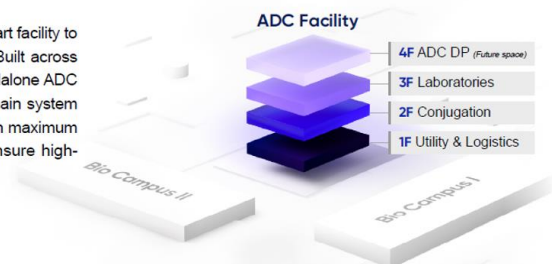 ADC Facility
art facility to
Built across
dalone ADC
ain system
n maximum
nsure high-
4F ADC DP (Future space)
3F Laboratories
2F Conjugation
1F Utility & Logistics
Bio Campus II
Bio Campus I